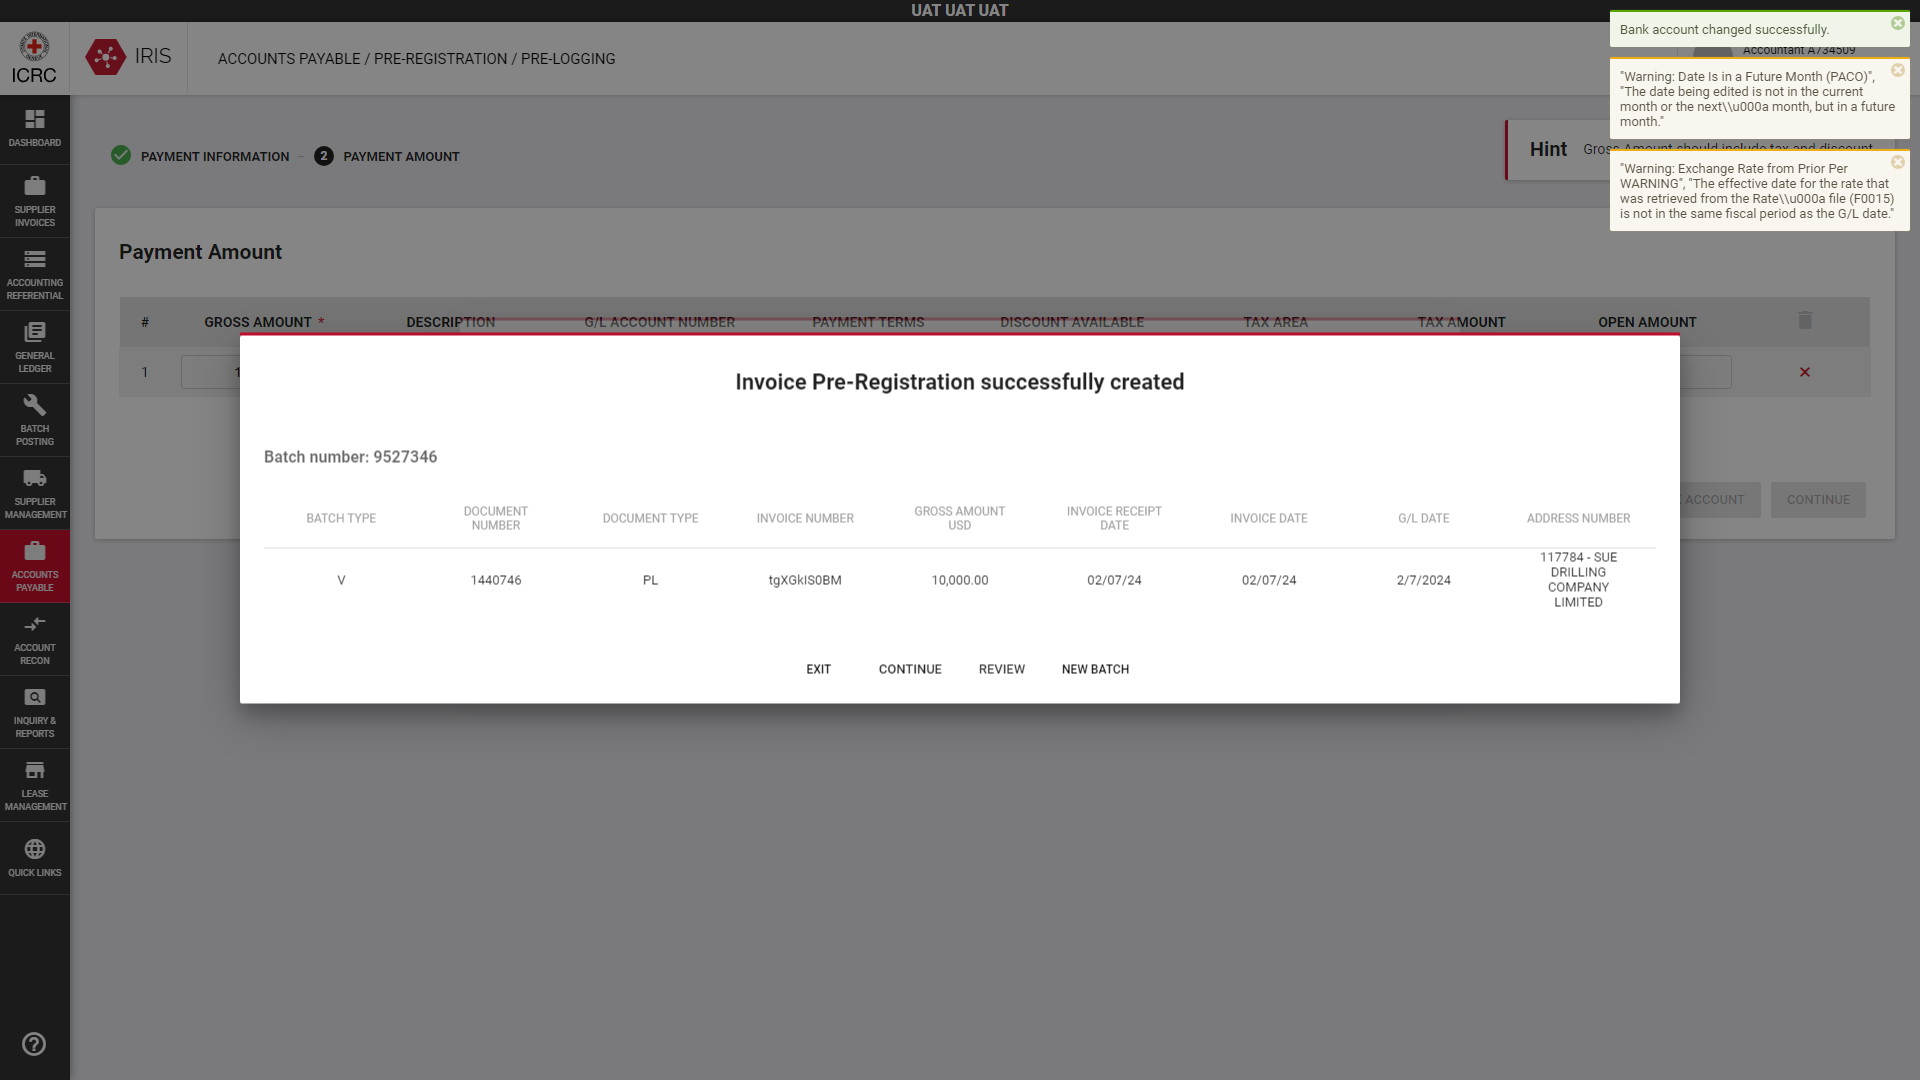 UAT UAT UAT
ICRC
IRIS
ACCOUNTS PAYABLE / PRE-REGISTRATION / PRE-LOGGING
Accountant A734509
Bank account changed successfully.
"Warning: Date Is in a Future Month (PACO)",
"The date being edited is not in the current
month or the next\\u000a month, but in a future
month."
"Warning: Exchange Rate from Prior Per
WARNING", "The effective date for the rate that
was retrieved from the Rate\\u000a file (F0015)
is not in the same fiscal period as the G/L date."
DASHBOARD
SUPPLIER
INVOICES
ACCOUNTING
REFERENTIAL
GENERAL
LEDGER
BATCH
POSTING
SUPPLIER
MANAGEMENT
ACCOUNTS
PAYABLE
ACCOUNT
RECON
INQUIRY &
REPORTS
LEASE
MANAGEMENT
QUICK LINKS
PAYMENT INFORMATION
2 PAYMENT AMOUNT
Hint Gross Amount should include tax and discount
Payment Amount
# GROSS AMOUNT * DESCRIPTION G/L ACCOUNT NUMBER PAYMENT TERMS DISCOUNT AVAILABLE TAX AREA TAX AMOUNT OPEN AMOUNT
1 1
ACCOUNT CONTINUE
Invoice Pre-Registration successfully created
Batch number: 9527346
BATCH TYPE DOCUMENT NUMBER DOCUMENT TYPE INVOICE NUMBER GROSS AMOUNT USD INVOICE RECEIPT DATE INVOICE DATE G/L DATE ADDRESS NUMBER
V 1440746 PL tgXGkIS0BM 10,000.00 02/07/24 02/07/24 2/7/2024 117784 - SUE DRILLING COMPANY LIMITED
EXIT CONTINUE REVIEW NEW BATCH